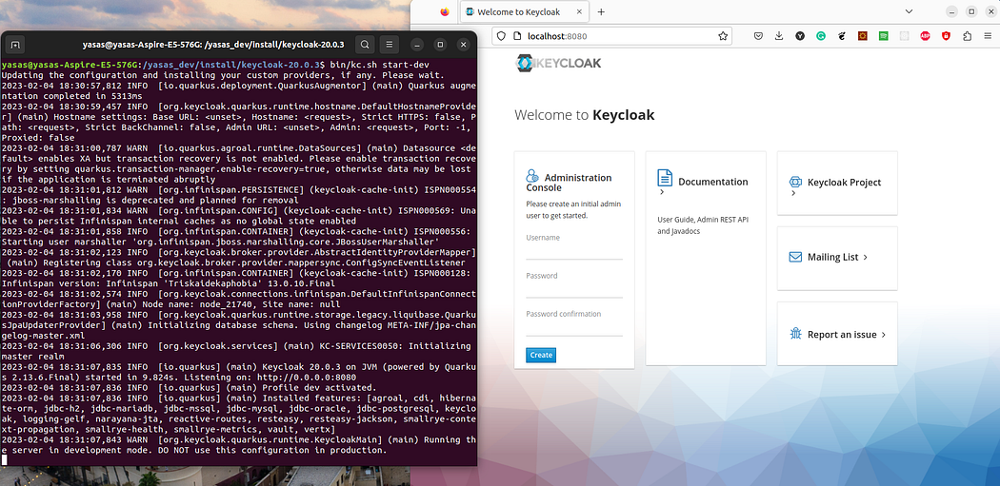 yasas@yasas-Aspire-E5-576G: /yasas_dev/install/keycloak-20.0.3
yasas@yasas-Aspire-E5-576G:/yasas_dev/install/keycloak-20.0.3$ bin/kc.sh start-dev
Updating the configuration and installing your custom providers, if any. Please wait.
2023-02-04 18:30:57,812 INFO  [io.quarkus.deployment.QuarkusAugmentor] (main) Quarkus augme
ntation completed in 5313ms
2023-02-04 18:30:59,457 INFO  [org.keycloak.quarkus.runtime.hostname.DefaultHostnameProvide
r] (main) Hostname settings: Base URL: <unset>, Hostname: <request>, Strict HTTPS: false, P
ath: <request>, Strict BackChannel: false, Admin URL: <unset>, Admin: <request>, Port: -1,
Proxied: false
2023-02-04 18:31:00,787 WARN  [io.quarkus.agroal.runtime.DataSources] (main) Datasource <de
fault> enables XA but transaction recovery is not enabled. Please enable transaction recove
ry by setting quarkus.transaction-manager.enable-recovery=true, otherwise data may be lost
if the application is terminated abruptly
2023-02-04 18:31:01,812 WARN  [org.infinispan.PERSISTENCE] (keycloak-cache-init) ISPN000554
: jboss-marshalling is deprecated and planned for removal
2023-02-04 18:31:01,834 WARN  [org.infinispan.CONFIG] (keycloak-cache-init) ISPN000569: Una
ble to persist Infinispan internal caches as no global state enabled
2023-02-04 18:31:01,858 INFO  [org.infinispan.CONTAINER] (keycloak-cache-init) ISPN000556:
Starting user marshaller 'org.infinispan.jboss.marshalling.core.JBossUserMarshaller'
2023-02-04 18:31:02,123 INFO  [org.keycloak.broker.provider.AbstractIdentityProviderMapper]
 (main) Registering class org.keycloak.broker.provider.mappersync.ConfigSyncEventListener
2023-02-04 18:31:02,170 INFO  [org.infinispan.CONTAINER] (keycloak-cache-init) ISPN000128:
Infinispan version: Infinispan 'Triskaidekaphobia' 13.0.10.Final
2023-02-04 18:31:02,574 INFO  [org.keycloak.connections.infinispan.DefaultInfinispanConnect
ionProviderFactory] (main) Node name: node_21740, Site name: null
2023-02-04 18:31:03,958 INFO  [org.keycloak.quarkus.runtime.storage.legacy.liquibase.Quarku
sJpaUpdaterProvider] (main) Initializing database schema. Using changelog META-INF/jpa-chan
gelog-master.xml
2023-02-04 18:31:06,306 INFO  [org.keycloak.services] (main) KC-SERVICES0050: Initializing
master realm
2023-02-04 18:31:07,835 INFO  [io.quarkus] (main) Keycloak 20.0.3 on JVM (powered by Quarku
s 2.13.6.Final) started in 9.824s. Listening on: http://0.0.0.0:8080
2023-02-04 18:31:07,836 INFO  [io.quarkus] (main) Profile dev activated.
2023-02-04 18:31:07,836 INFO  [io.quarkus] (main) Installed features: [agroal, cdi, hiberna
te-orm, jdbc-h2, jdbc-mariadb, jdbc-mssql, jdbc-mysql, jdbc-oracle, jdbc-postgresql, keyclo
ak, logging-gelf, narayana-jta, reactive-routes, resteasy, resteasy-jackson, smallrye-conte
xt-propagation, smallrye-health, smallrye-metrics, vault, vertx]
2023-02-04 18:31:07,843 WARN  [org.keycloak.quarkus.runtime.KeycloakMain] (main) Running th
e server in development mode. DO NOT use this configuration in production.
Welcome to Keycloak
localhost:8080
KEYCLOAK
Welcome to Keycloak
Administration
Console
Please create an initial admin
user to get started.
Username
Password
Password confirmation
Create
Documentation
User Guide, Admin REST API
and Javadocs
Keycloak Project
Mailing List
Report an issue